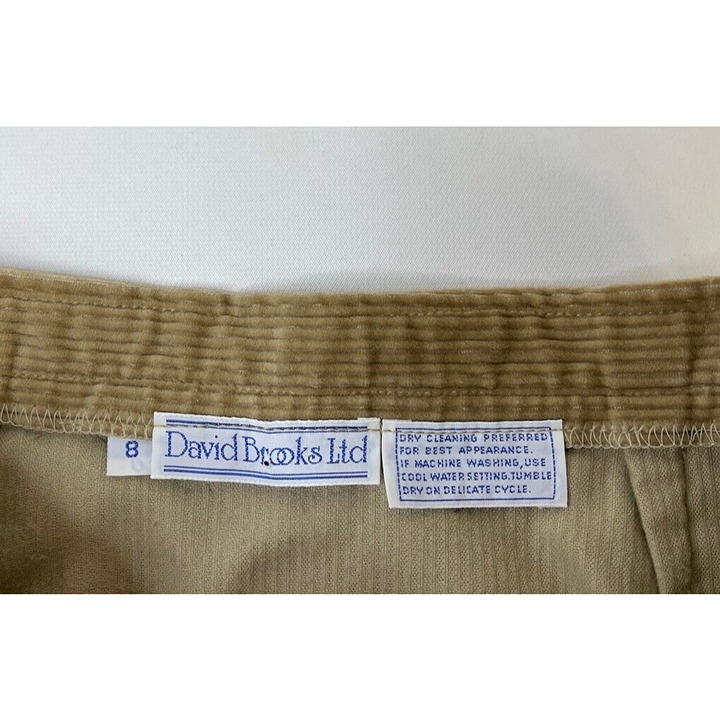 8
David Brooks Ltd
DRY CLEANING PREFERRED
FOR BEST APPEARANCE.
IF MACHINE WASHING, USE
COOL WATER SETTING. TUMBLE
DRY ON DELICATE CYCLE.